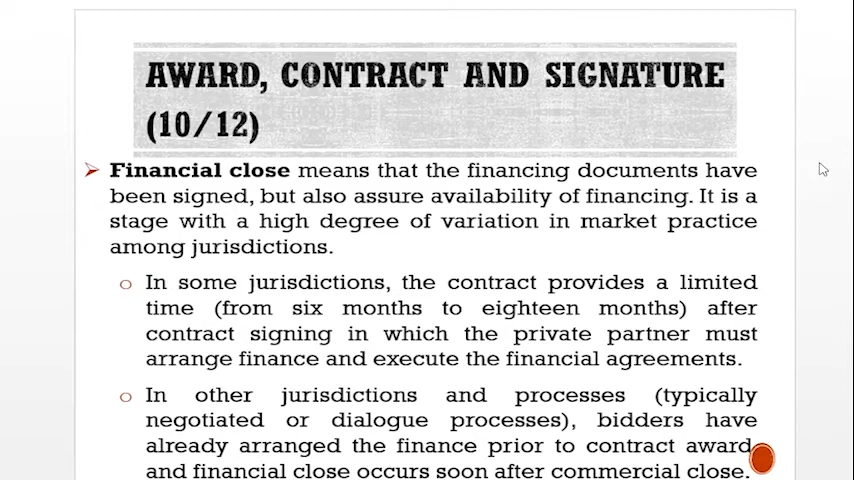 AWARD, CONTRACT AND SIGNATURE
(10/12)
Financial close means that the financing documents have
been signed, but also assure availability of financing. It is a
stage with a high degree of variation in market practice
among jurisdictions.
o In some jurisdictions, the contract provides a limited
time (from six months to eighteen months) after
contract signing in which the private partner must
arrange finance and execute the financial agreements.
o In other jurisdictions and processes (typically
negotiated or dialogue processes), bidders have
already arranged the finance prior to contract award
and financial close occurs soon after commercial close.